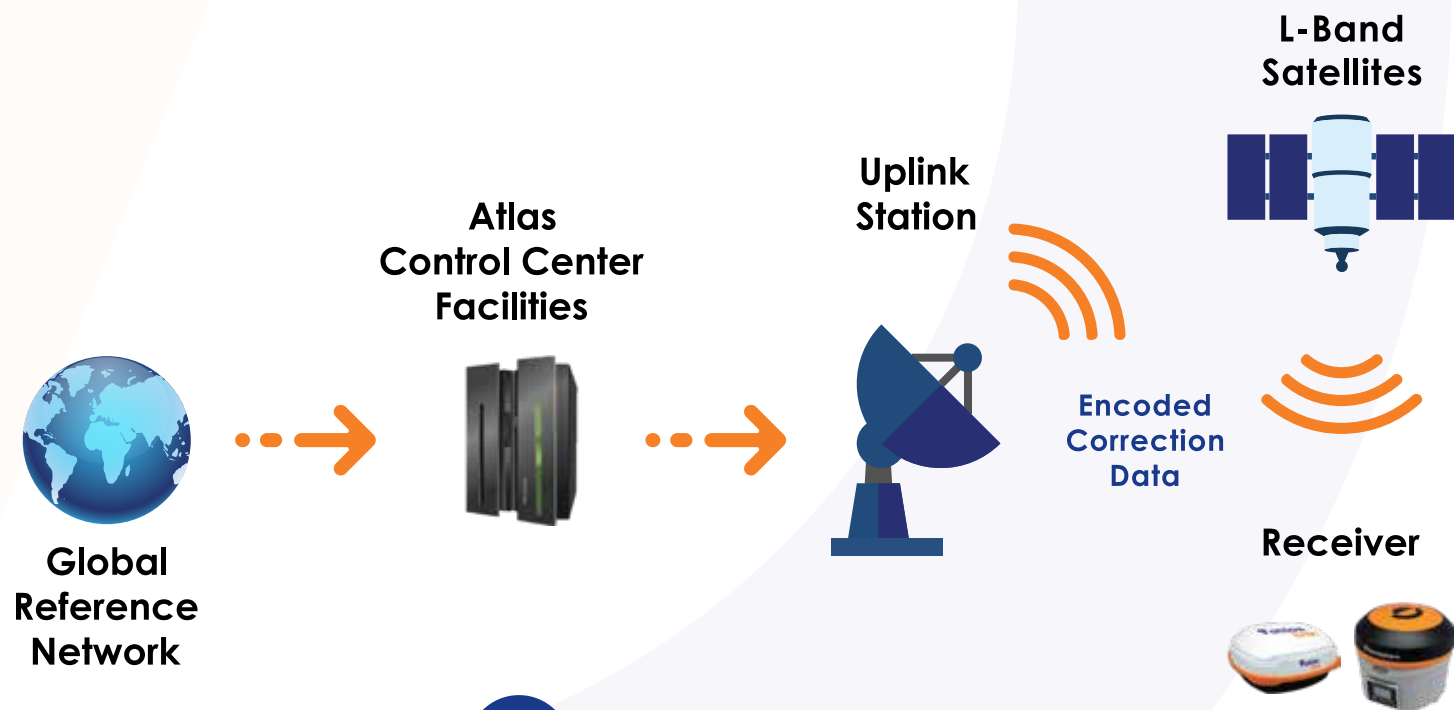 L-Band
Satellites
Uplink
Station
Atlas
Control Center
Facilities
Encoded
Correction
Data
Receiver
Global
Reference
Network